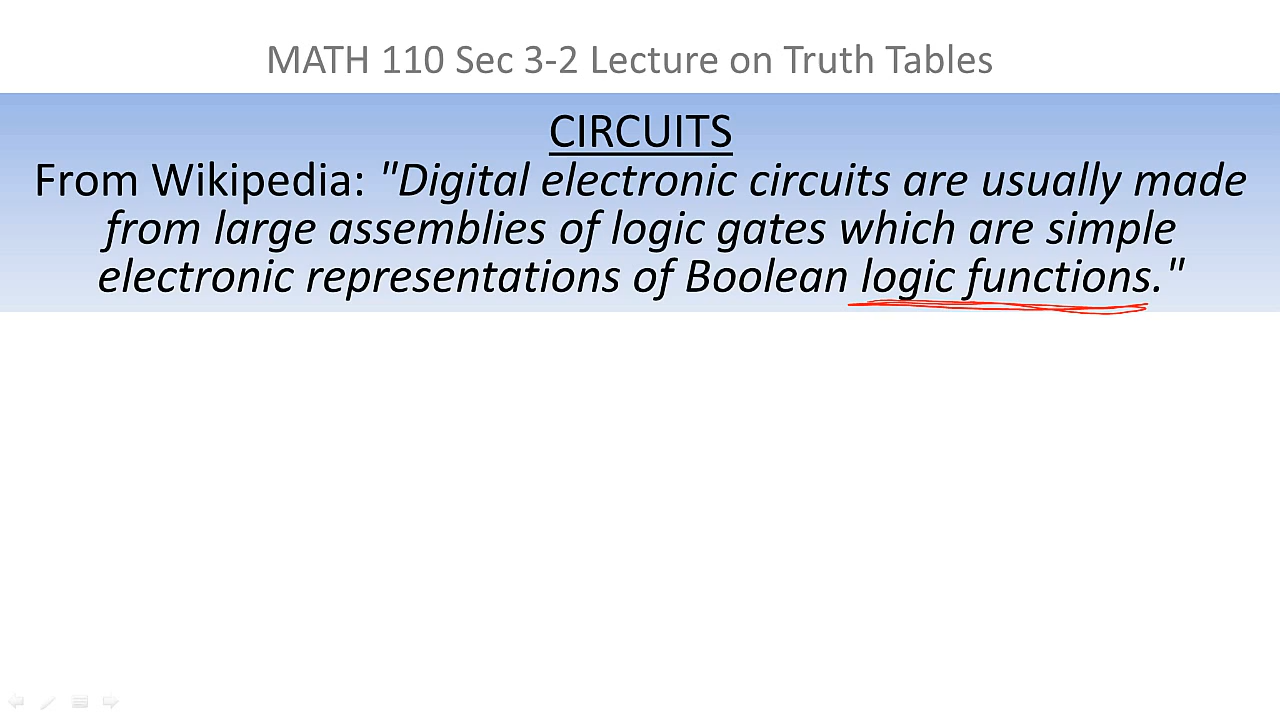 MATH 110 Sec 3-2 Lecture on Truth Tables
CIRCUITS
From Wikipedia: "Digital electronic circuits are usually made
from large assemblies of logic gates which are simple
electronic representations of Boolean logic functions."